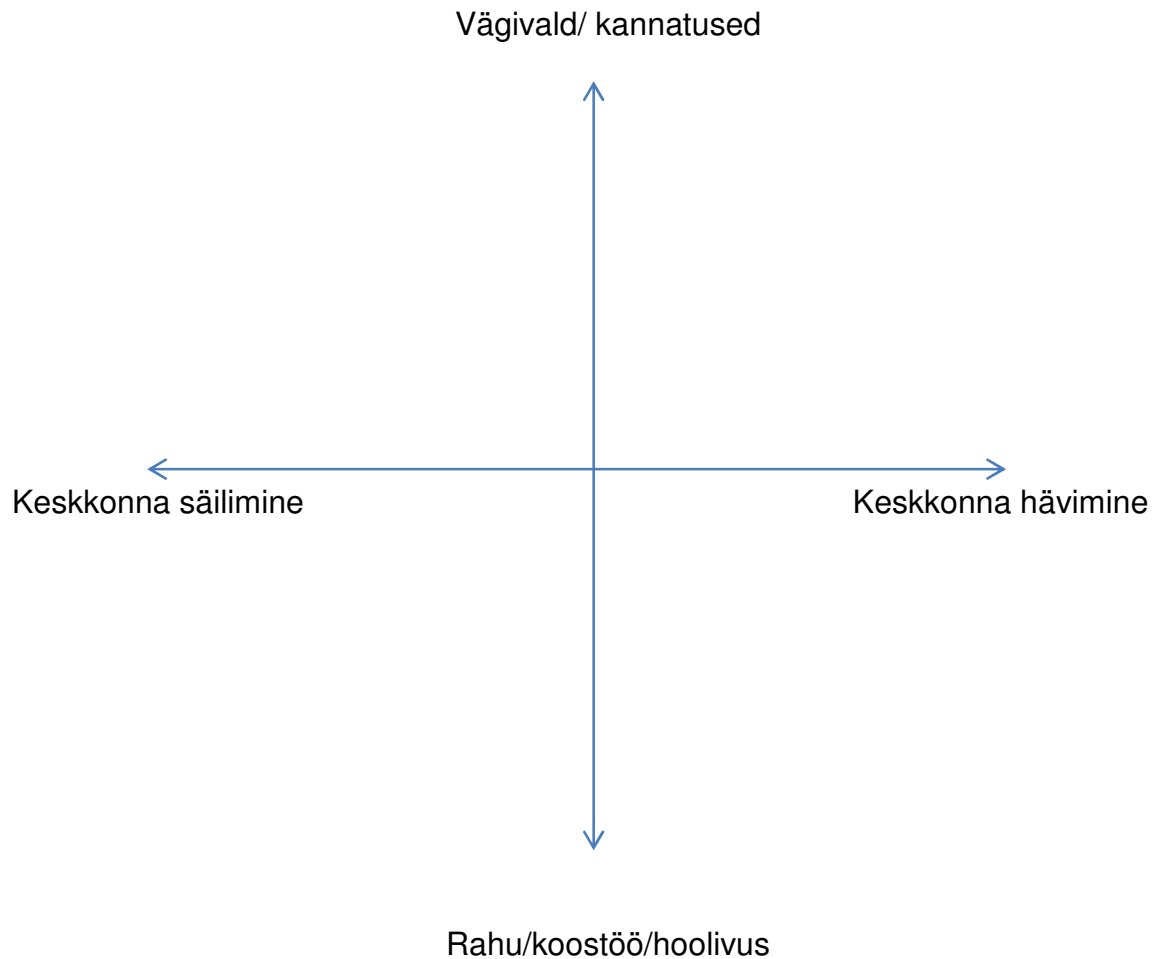 Vägivald/ kannatused
Keskkonna säilimine
Keskkonna hävimine
Rahu/koostöö/hoolivus